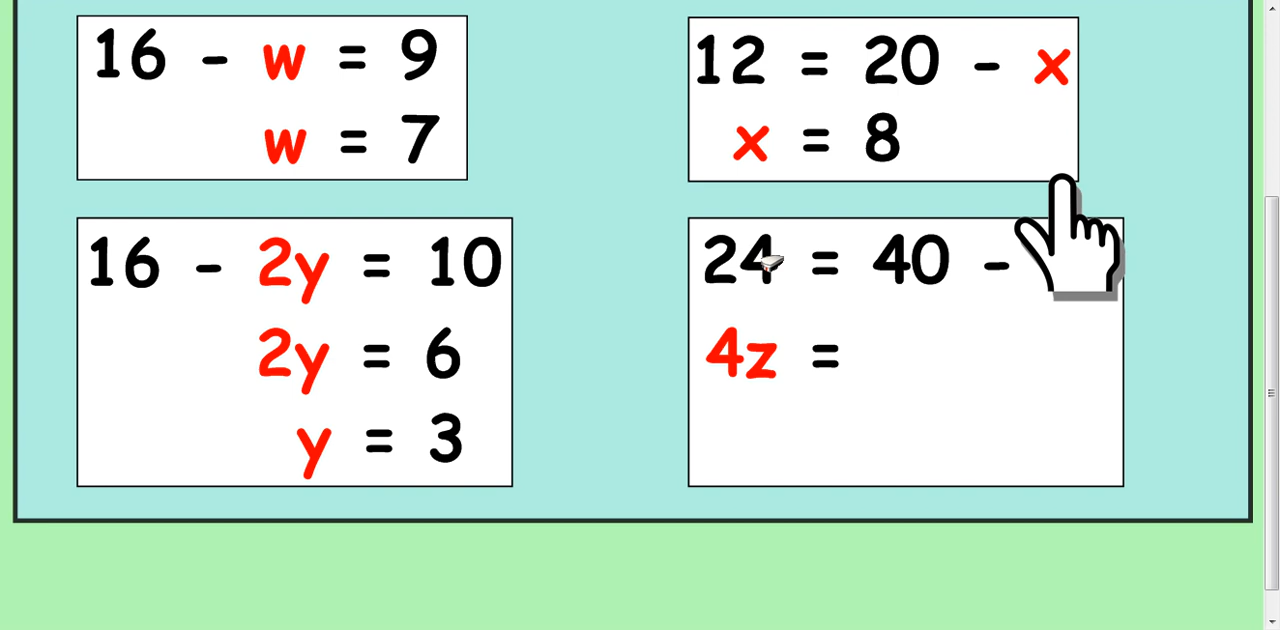 16 - w = 9
w = 7
12 = 20 - x
x = 8
16 - 2y = 10
2y = 6
y = 3
24 = 40 -
4z =